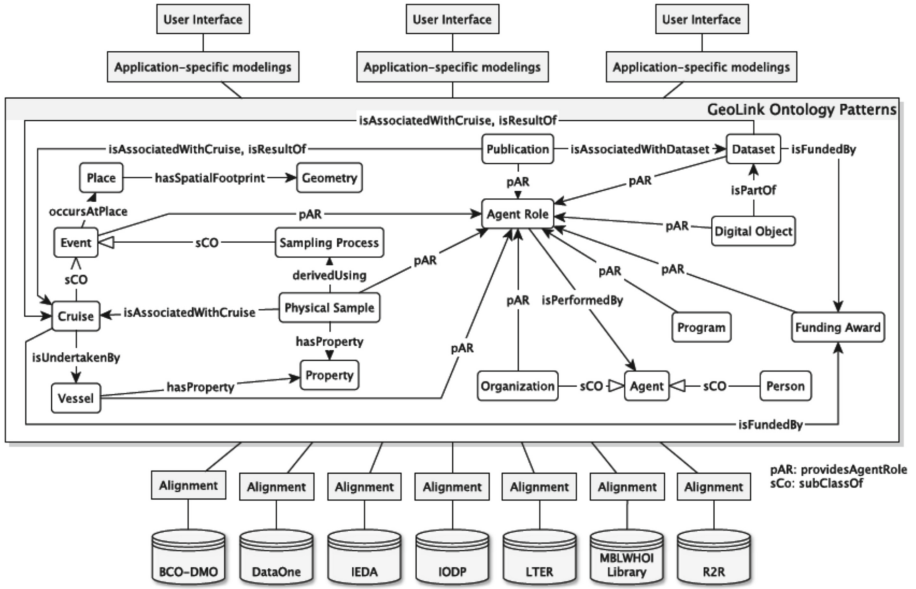 User Interface
User Interface
User Interface
Application-specific modelings
Application-specific modelings
Application-specific modelings
GeoLink Ontology Patterns
isAssociatedWithCruise, isResultOf
isAssociatedWithCruise, isResultOf
Publication
isAssociatedWithDataset
Dataset
isFundedBy
Place
hasSpatialFootprint
Geometry
pAR
pAR
isPartOf
occursAtPlace
pAR
Agent Role
pAR
Digital Object
Event
sCO
Sampling Process
sCO
derivedUsing
pAR
pAR
pAR
Physical Sample
pAR
isPerformedBy
Cruise
isAssociatedWithCruise
Program
Funding Award
hasProperty
isUndertakenBy
pAR
Property
Vessel
hasProperty
Organization
sCO
Agent
sCO
Person
isFundedBy
Alignment
Alignment
Alignment
Alignment
Alignment
Alignment
Alignment
pAR: providesAgentRole
sCo: subClassOf
BCO-DMO
DataOne
IEDA
IODP
LTER
MBLWHOI
Library
R2R